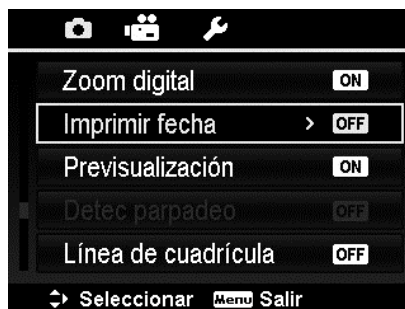 Zoom digital ON
Imprimir fecha > OFF
Previsualización ON
Detec parpadeo OFF
Línea de cuadrícula OFF
Seleccionar Menu Salir